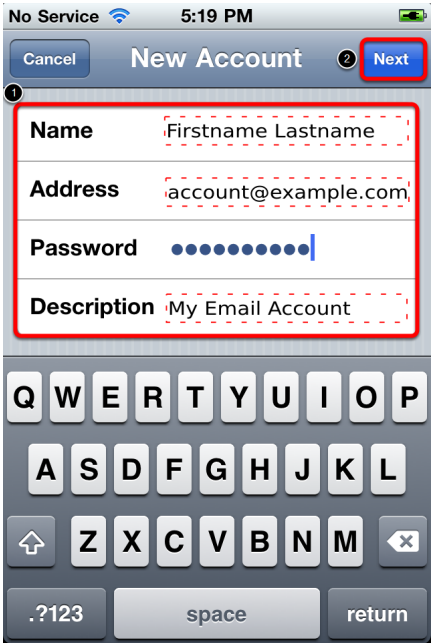 No Service 5:19 PM
Cancel New Account 2 Next
1
Name Firstname Lastname
Address account@example.com
Password ●●●●●●●●●●
Description My Email Account
Q W E R T Y U I O P
A S D F G H J K L
Z X C V B N M
.?123 space return